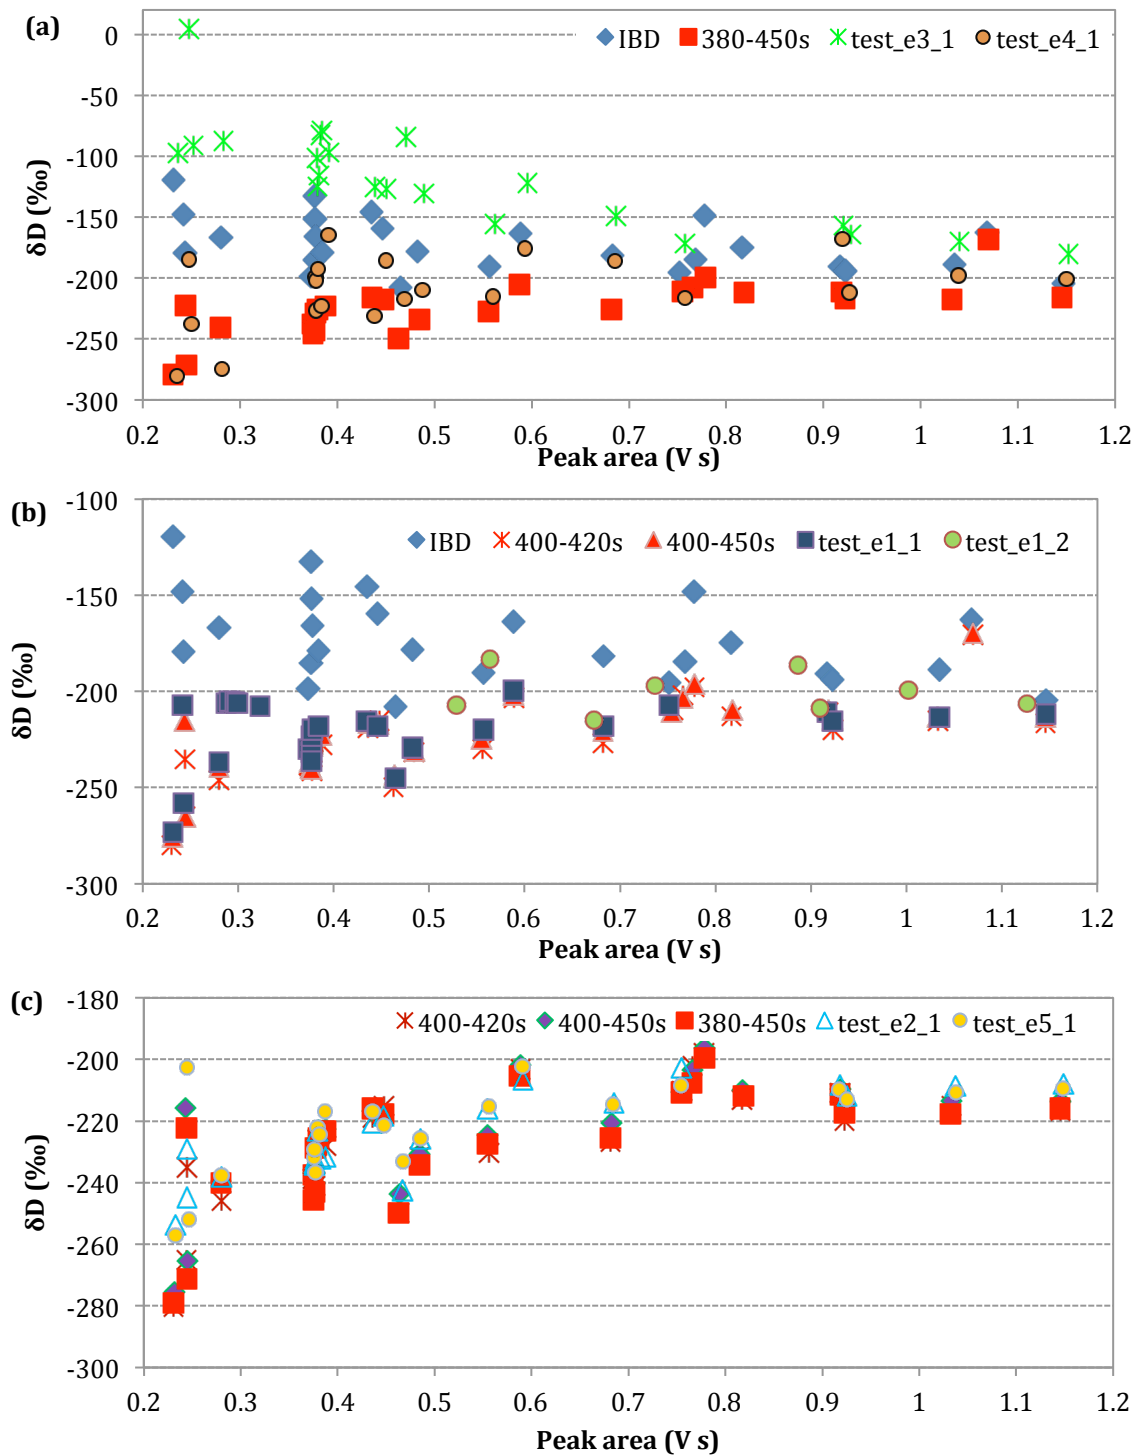 (a)
IBD 380-450s test_e3_1 test_e4_1
0
-50
-100
-150
-200
-250
-300
δD (‰)
0.2 0.3 0.4 0.5 0.6 0.7 0.8 0.9 1 1.1 1.2
Peak area (V s)
(b)
IBD 400-420s 400-450s test_e1_1 test_e1_2
-100
-150
-200
-250
-300
δD (‰)
0.2 0.3 0.4 0.5 0.6 0.7 0.8 0.9 1 1.1 1.2
Peak area (V s)
(c)
400-420s 400-450s 380-450s test_e2_1 test_e5_1
-180
-200
-220
-240
-260
-280
-300
δD (‰)
0.2 0.3 0.4 0.5 0.6 0.7 0.8 0.9 1 1.1 1.2
Peak area (V s)